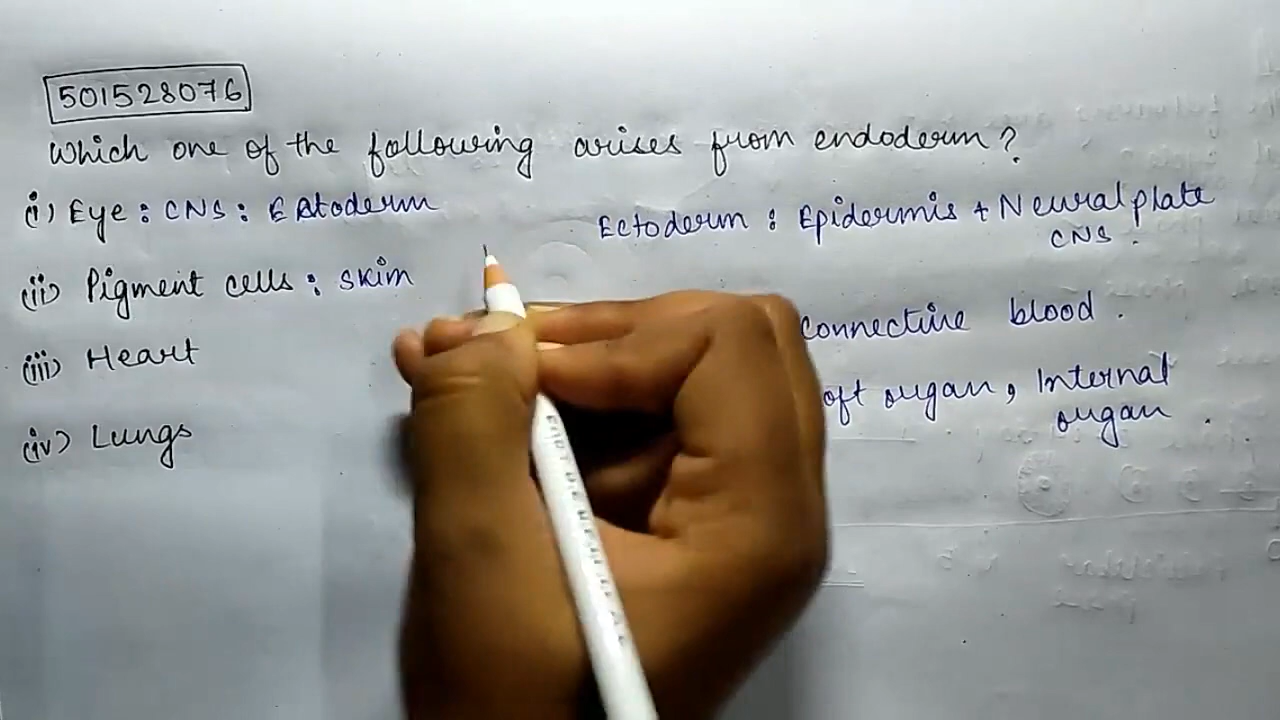 501528076
Which one of the following arises from endoderm?
(i) Eye : CNS : Ectoderm
Ectoderm : Epidermis + Neural plate
CNS .
(ii) Pigment cells : skin
connective blood .
(iii) Heart
oft organ, Internal
organ .
(iv) Lungs